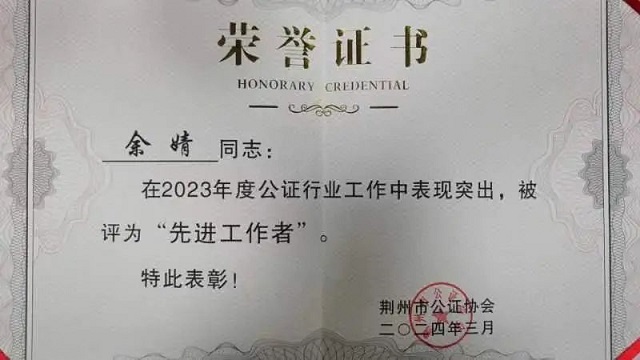 荣誉证书
HONORARY CREDENTIAL
余婧 同志：
在2023年度公证行业工作中表现突出，被
评为“先进工作者”。
特此表彰！
荆州市公证协会
二〇二四年三月